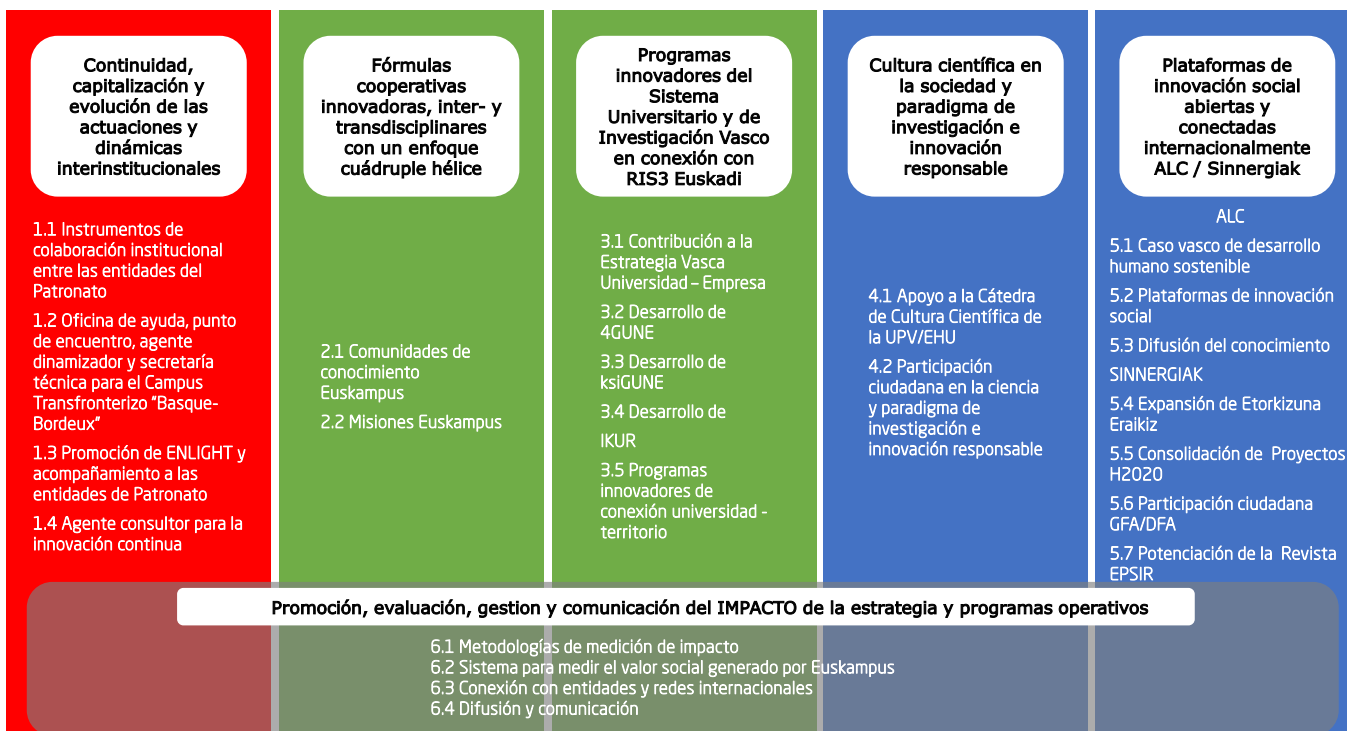 Continuidad,
capitalización y
evolución de las
actuaciones y
dinámicas
interinstitucionales
1.1 Instrumentos de
colaboración institucional
entre las entidades del
Patronato
1.2 Oficina de ayuda, punto
de encuentro, agente
dinamizador y secretaría
técnica para el Campus
Transfronterizo “Basque-
Bordeux”
1.3 Promoción de ENLIGHT y
acompañamiento a las
entidades de Patronato
1.4 Agente consultor para la
innovación continua
Fórmulas
cooperativas
innovadoras, inter- y
transdisciplinares
con un enfoque
cuádruple hélice
2.1 Comunidades de
conocimiento
Euskampus
2.2 Misiones Euskampus
Programas
innovadores del
Sistema
Universitario y de
Investigación Vasco
en conexión con
RIS3 Euskadi
3.1 Contribución a la
Estrategia Vasca
Universidad – Empresa
3.2 Desarrollo de
4GUNE
3.3 Desarrollo de
ksiGUNE
3.4 Desarrollo de
IKUR
3.5 Programas
innovadores de
conexión universidad -
territorio
Cultura científica en
la sociedad y
paradigma de
investigación e
innovación
responsable
4.1 Apoyo a la Cátedra
de Cultura Científica de
la UPV/EHU
4.2 Participación
ciudadana en la ciencia
y paradigma de
investigación e
innovación responsable
Plataformas de
innovación social
abiertas y
conectadas
internacionalmente
ALC / Sinnergiak
ALC
5.1 Caso vasco de desarrollo
humano sostenible
5.2 Plataformas de innovación
social
5.3 Difusión del conocimiento
SINNERGIAK
5.4 Expansión de Etorkizuna
Eraikiz
5.5 Consolidación de Proyectos
H2020
5.6 Participación ciudadana
GFA/DFA
5.7 Potenciación de la Revista
EPSIR
Promoción, evaluación, gestion y comunicación del IMPACTO de la estrategia y programas operativos
6.1 Metodologías de medición de impacto
6.2 Sistema para medir el valor social generado por Euskampus
6.3 Conexión con entidades y redes internacionales
6.4 Difusión y comunicación